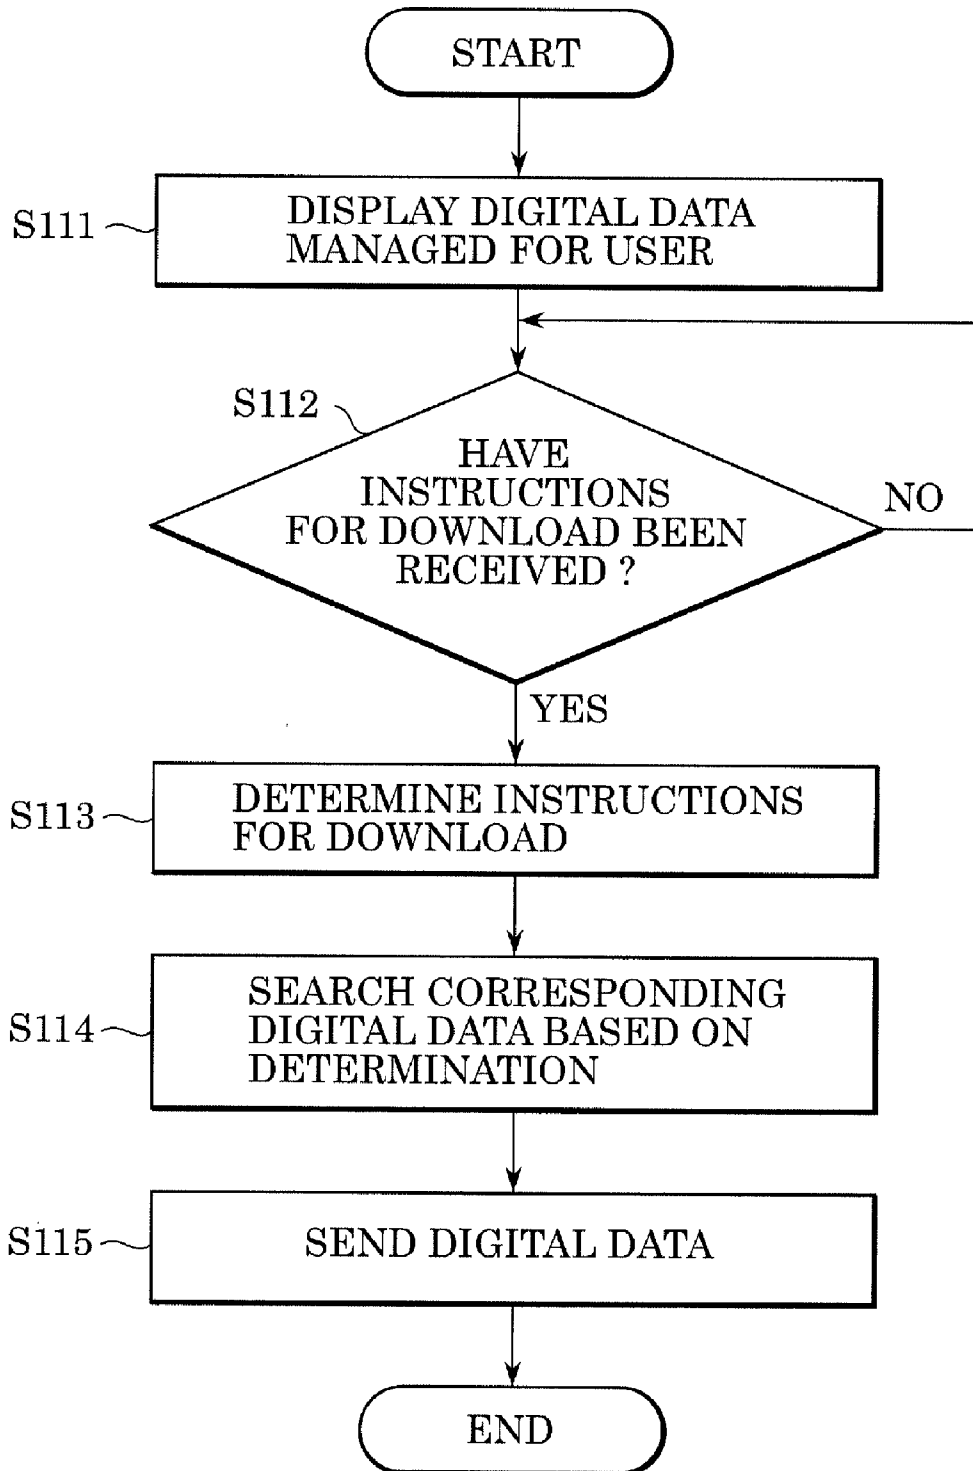 START
S111
DISPLAY DIGITAL DATA
MANAGED FOR USER
S112
HAVE
INSTRUCTIONS
FOR DOWNLOAD BEEN
RECEIVED ?
NO
YES
S113
DETERMINE INSTRUCTIONS
FOR DOWNLOAD
S114
SEARCH CORRESPONDING
DIGITAL DATA BASED ON
DETERMINATION
S115
SEND DIGITAL DATA
END